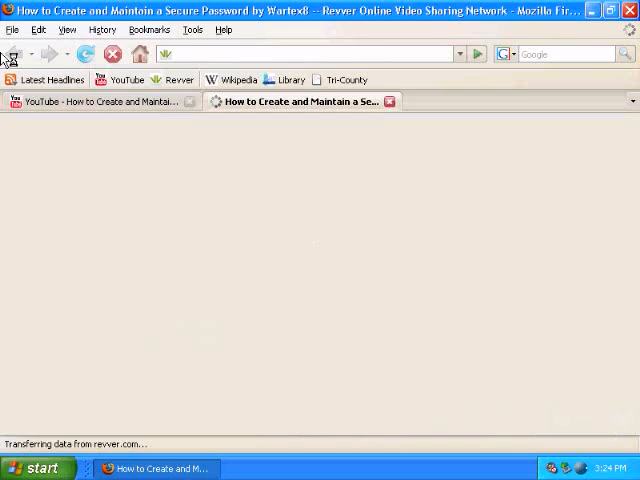 How to Create and Maintain a Secure Password by Wartex8 -- Revver Online Video Sharing Network - Mozilla Fir...
File Edit View History Bookmarks Tools Help
Google
Latest Headlines YouTube Revver Wikipedia Library Tri-County
YouTube - How to Create and Maintai... How to Create and Maintain a Se...
Transferring data from revver.com...
start How to Create and M... 3:24 PM